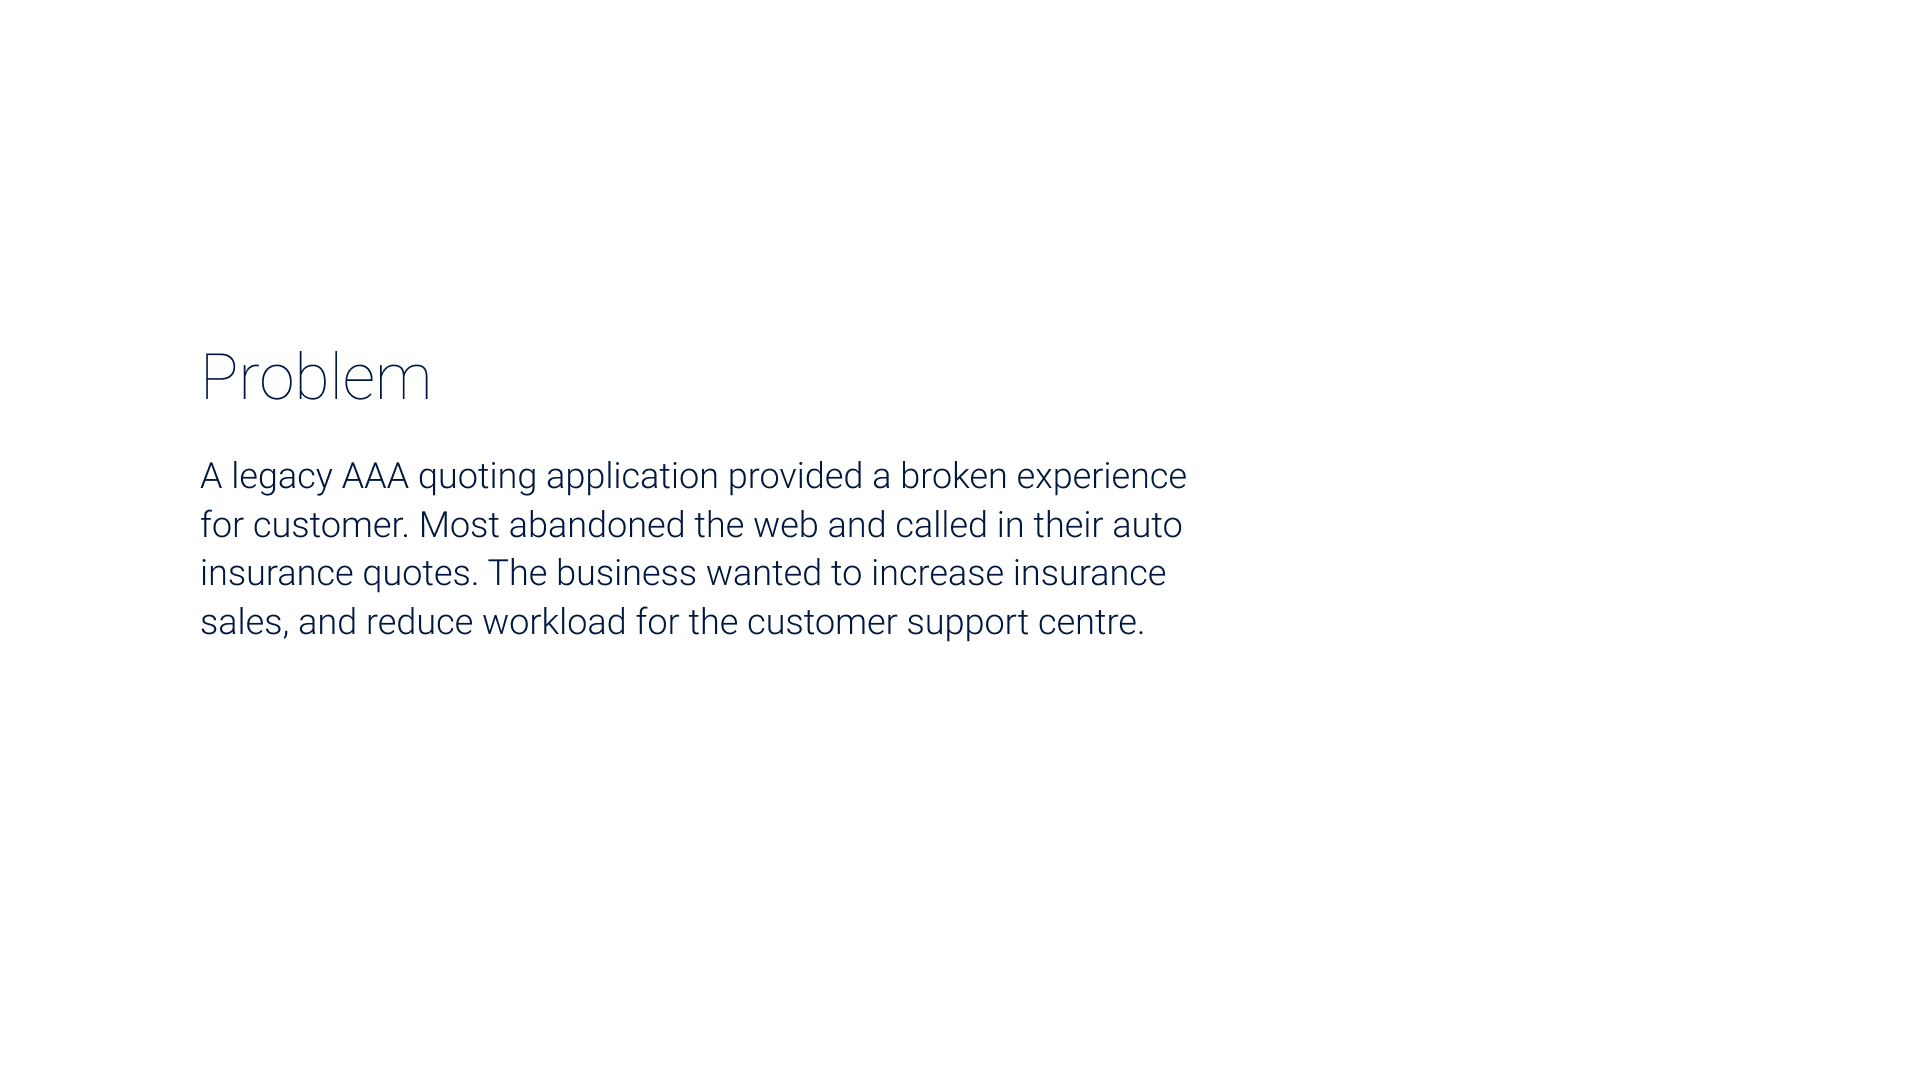 Problem
A legacy AAA quoting application provided a broken experience
for customer. Most abandoned the web and called in their auto
insurance quotes. The business wanted to increase insurance
sales, and reduce workload for the customer support centre.